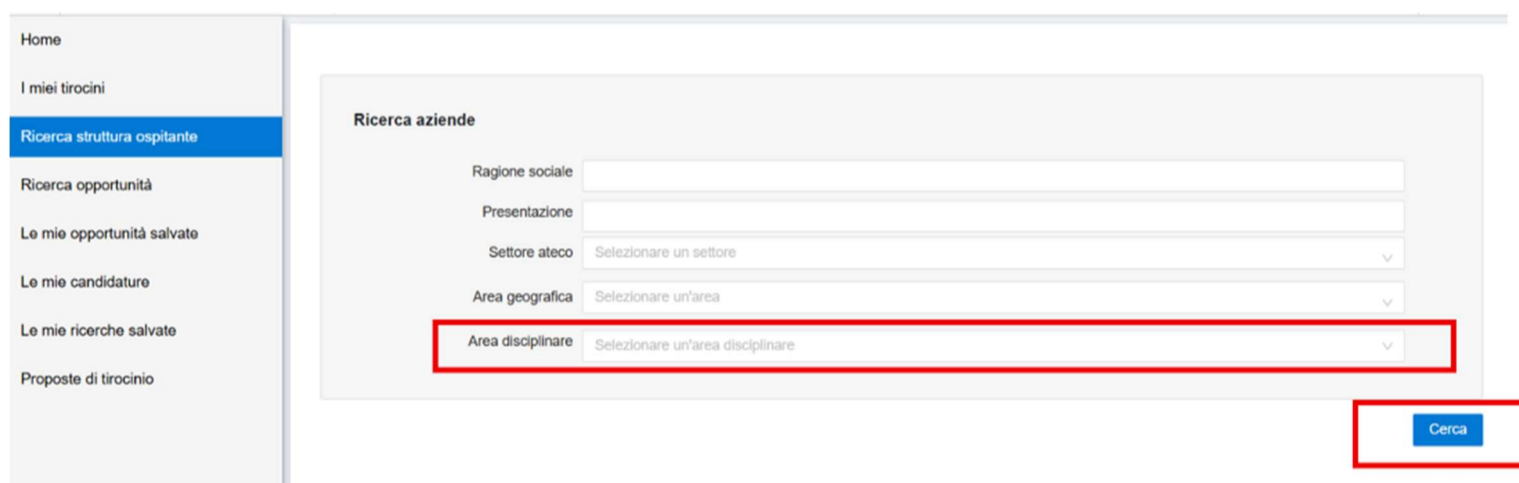 Home
I miei tirocini
Ricerca struttura ospitante
Ricerca opportunità
Le mie opportunità salvate
Le mie candidature
Le mie ricerche salvate
Proposte di tirocinio
Ricerca aziende
Ragione sociale
Presentazione
Settore ateco Selezionare un settore
Area geografica Selezionare un'area
Area disciplinare Selezionare un'area disciplinare
Cerca